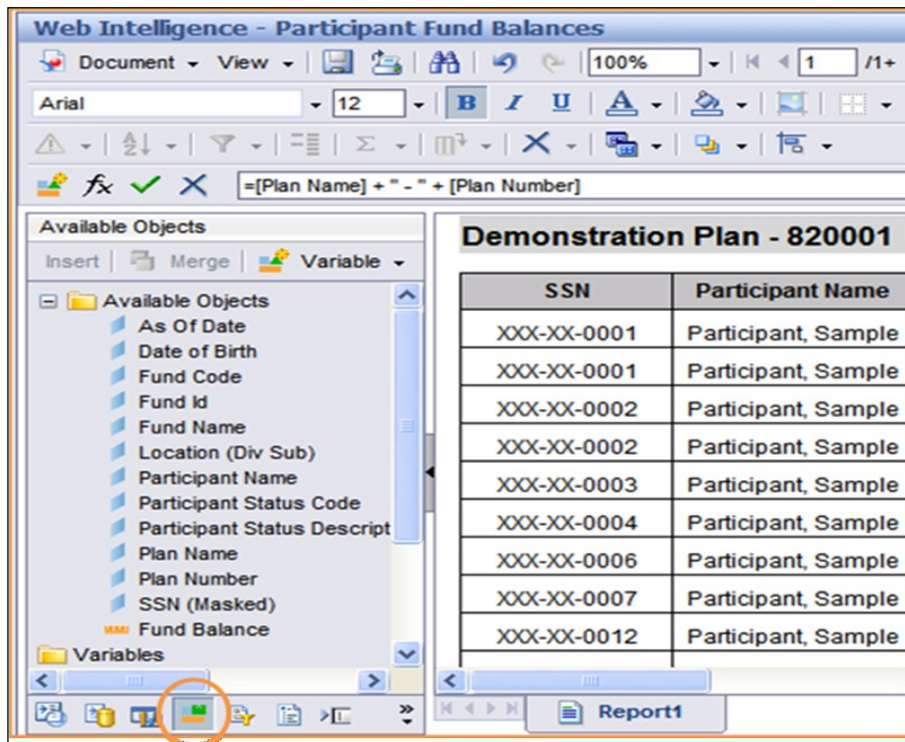 Web Intelligence - Participant Fund Balances
Document View 100% 1 /1+
Arial 12 B I U A
fx =[Plan Name] + " - " + [Plan Number]
Available Objects
Insert Merge Variable
Available Objects
As Of Date
Date of Birth
Fund Code
Fund Id
Fund Name
Location (Div Sub)
Participant Name
Participant Status Code
Participant Status Descript
Plan Name
Plan Number
SSN (Masked)
Fund Balance
Variables
Demonstration Plan - 820001
SSN Participant Name
XXX-XX-0001 Participant, Sample
XXX-XX-0001 Participant, Sample
XXX-XX-0002 Participant, Sample
XXX-XX-0002 Participant, Sample
XXX-XX-0003 Participant, Sample
XXX-XX-0004 Participant, Sample
XXX-XX-0006 Participant, Sample
XXX-XX-0007 Participant, Sample
XXX-XX-0012 Participant, Sample
Report1